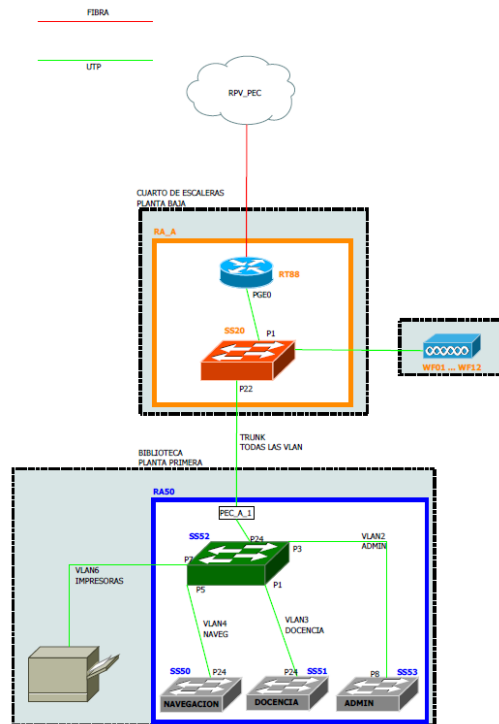 FIBRA
UTP
RPV_PEC
CUARTO DE ESCALERAS
PLANTA BAJA
RA_A
RT88
PGE0
SS20
P1
WF01 ... WF12
P22
TRUNK
TODAS LAS VLAN
BIBLIOTECA
PLANTA PRIMERA
RA50
PEC_A_1
SS52
P24
P3
VLAN2
ADMIN
P7
VLAN6
IMPRESORAS
P5
P1
VLAN4
NAVEG
VLAN3
DOCENCIA
SS50
P24
P24
SS51
P8
SS53
NAVEGACION
DOCENCIA
ADMIN